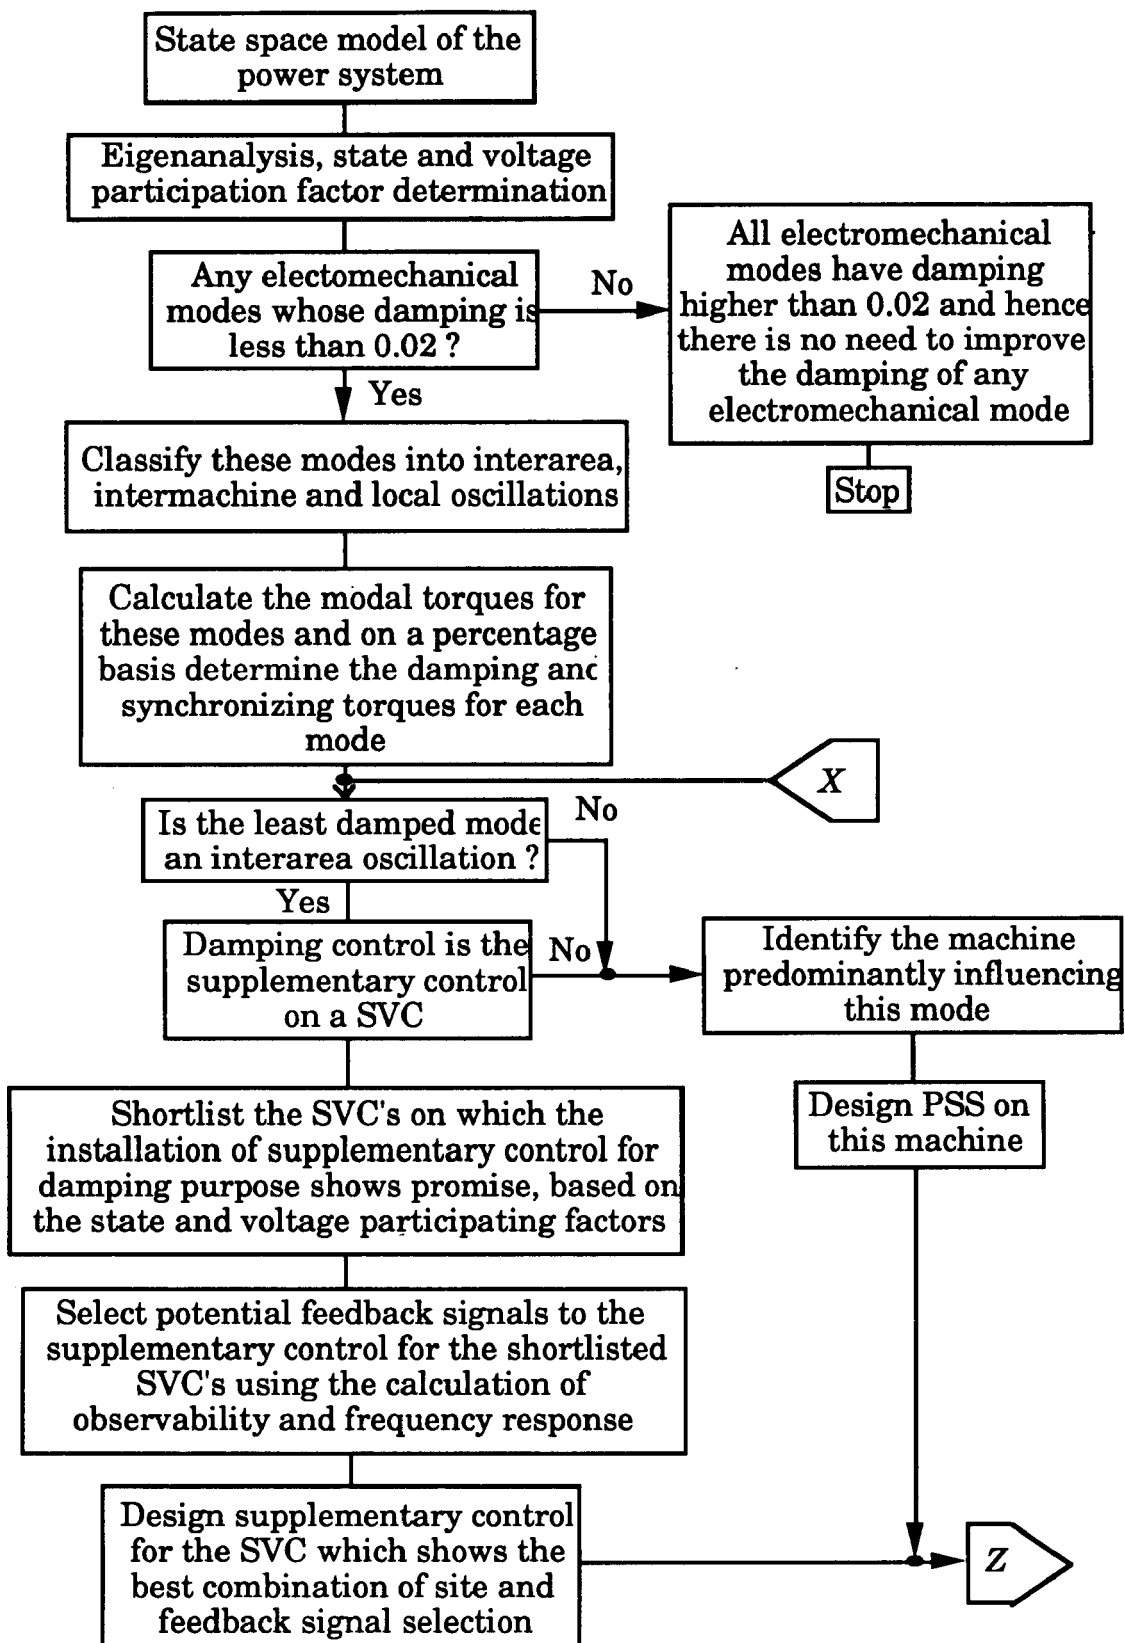 State space model of the
power system
Eigenanalysis, state and voltage
participation factor determination
Any electomechanical
modes whose damping is
less than 0.02 ?
No
All electromechanical
modes have damping
higher than 0.02 and hence
there is no need to improve
the damping of any
electromechanical mode
Stop
Yes
Classify these modes into interarea,
intermachine and local oscillations
Calculate the modal torques for
these modes and on a percentage
basis determine the damping and
synchronizing torques for each
mode
X
Is the least damped mode
an interarea oscillation ?
No
Yes
Damping control is the
supplementary control
on a SVC
No
Identify the machine
predominantly influencing
this mode
Design PSS on
this machine
Shortlist the SVC's on which the
installation of supplementary control for
damping purpose shows promise, based on
the state and voltage participating factors
Select potential feedback signals to the
supplementary control for the shortlisted
SVC's using the calculation of
observability and frequency response
Design supplementary control
for the SVC which shows the
best combination of site and
feedback signal selection
Z